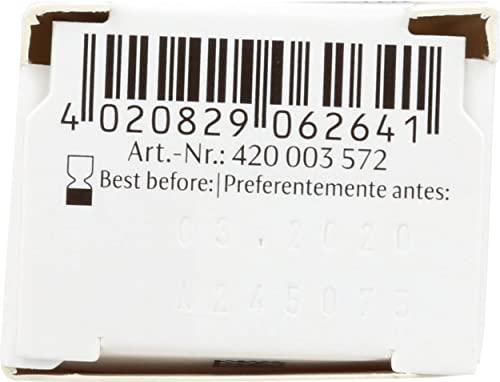 4 020829 062641
Art.-Nr.: 420 003 572
Best before:|Preferentemente antes:
03.2020